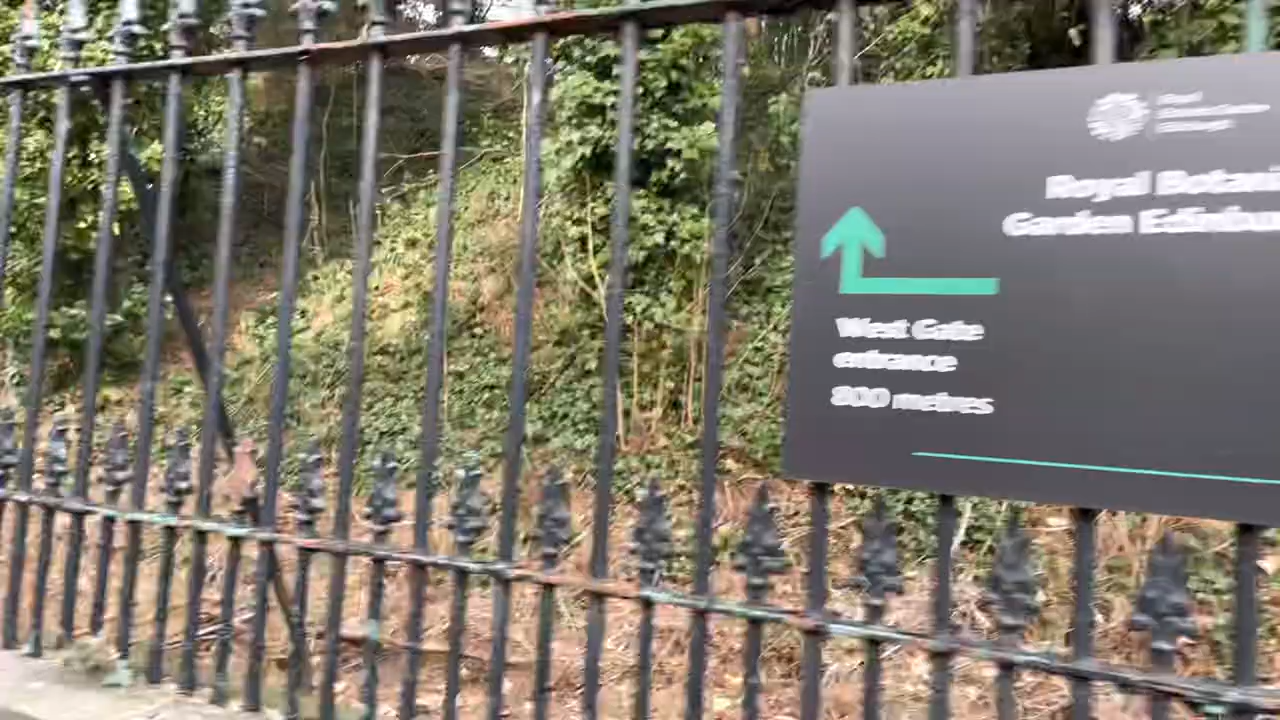 Royal Botani
Garden Edinbu
West Gate
entrance
800 metres